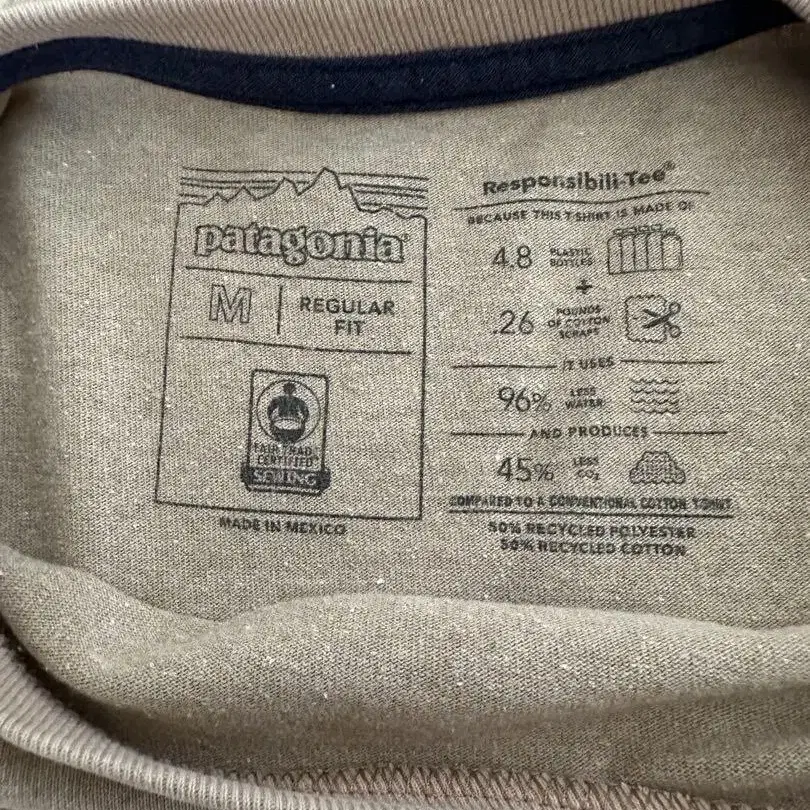 patagonia®
M
REGULAR
FIT
FAIR TRADE
CERTIFIED
SEWING
MADE IN MEXICO
Responsibili-Tee®
BECAUSE THIS T-SHIRT IS MADE OF
4.8 PLASTIC
BOTTLES
+
.26 POUNDS
OF COTTON
SCRAPS
IT USES
96% LESS
WATER
AND PRODUCES
45% LESS
CO₂
COMPARED TO A CONVENTIONAL COTTON T-SHIRT
50% RECYCLED POLYESTER
50% RECYCLED COTTON